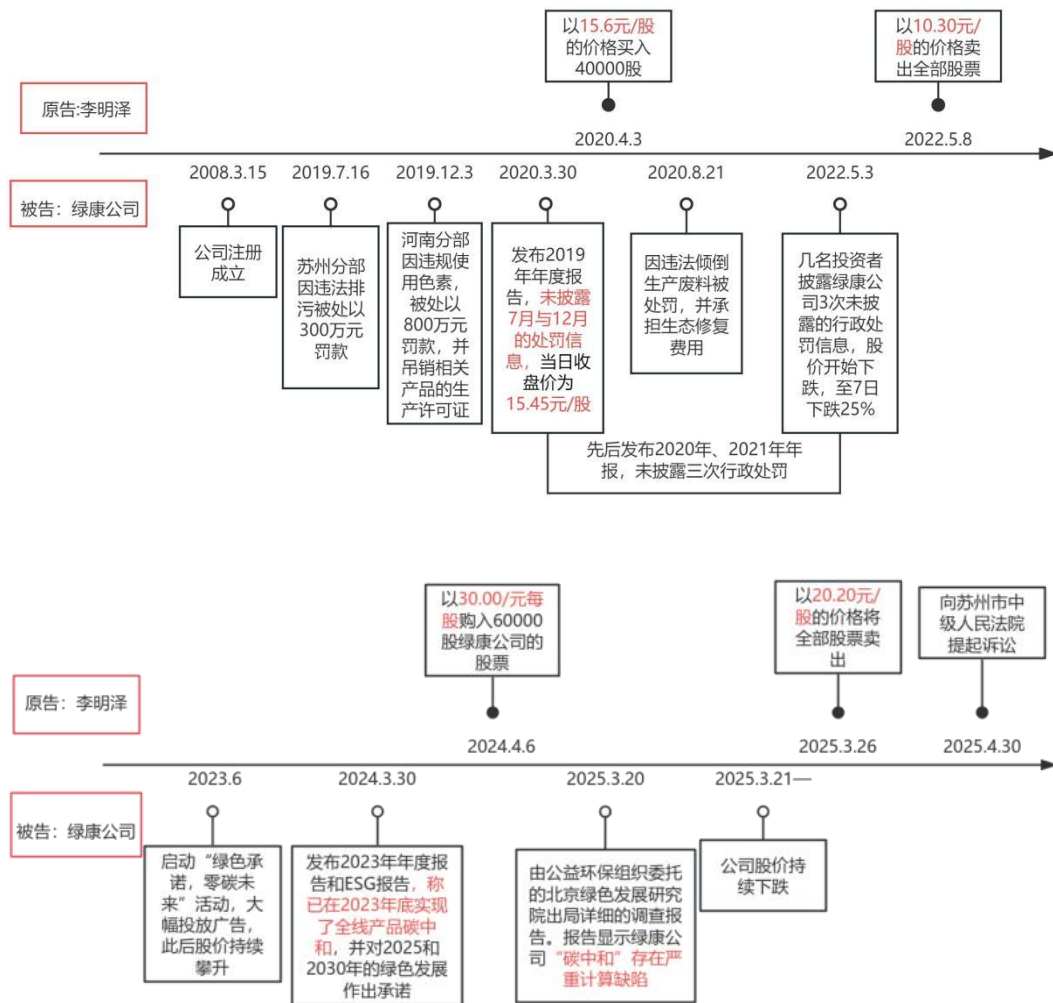 以15.6元/股
的价格买入
40000股
以10.30元/
股的价格卖
出全部股票
原告:李明泽
2020.4.3
2022.5.8
2008.3.15
2019.7.16
2019.12.3
2020.3.30
2020.8.21
2022.5.3
被告：绿康公司
公司注册
成立
苏州分部
因违法排
污被处以
300万元
罚款
河南分部
因违规使
用色素，
被处以
800万元
罚款，并
吊销相关
产品的生
产许可证
发布2019
年年度报
告，未披露
7月与12月
的处罚信
息，当日收
盘价为
15.45元/股
因违法倾倒
生产废料被
处罚，并承
担生态修复
费用
几名投资者
披露绿康公
司3次未披
露的行政处
罚信息，股
价开始下
跌，至7日
下跌25%
先后发布2020年、2021年年
报，未披露三次行政处罚
以30.00/元每
股购入60000
股绿康公司的
股票
以20.20元/
股的价格将
全部股票卖
出
向苏州市中
级人民法院
提起诉讼
原告：李明泽
2024.4.6
2025.3.26
2025.4.30
2023.6
2024.3.30
2025.3.20
2025.3.21—
被告：绿康公司
启动“绿色承
诺，零碳未
来”活动，大
幅投放广告，
此后股价持续
攀升
发布2023年年度报
告和ESG报告，称
已在2023年底实现
了全线产品碳中
和，并对2025和
2030年的绿色发展
作出承诺
由公益环保组织委托
的北京绿色发展研究
院出局详细的调查报
告。报告显示绿康公
司“碳中和”存在严
重计算缺陷
公司股价持
续下跌